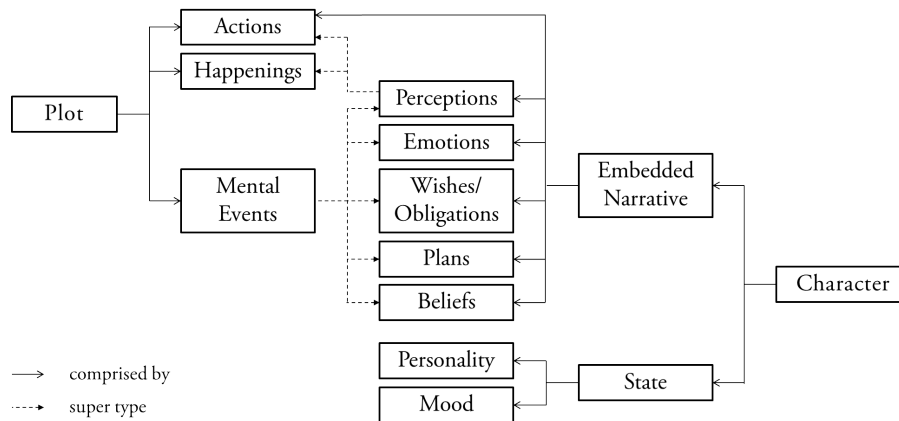 Actions
Happenings
Plot
Mental
Events
Perceptions
Emotions
Wishes/
Obligations
Plans
Beliefs
Personality
Mood
Embedded
Narrative
State
Character
comprised by
super type